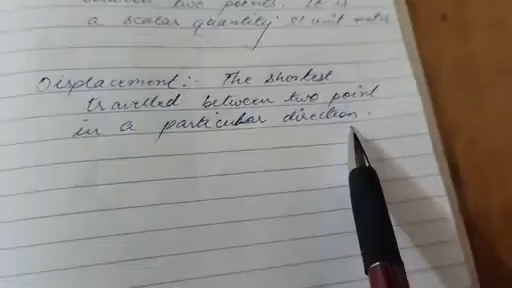 between two points. It is
a scalar quantity. SI unit metre
Displacement:- The shortest
travelled between two point
in a particular direction.